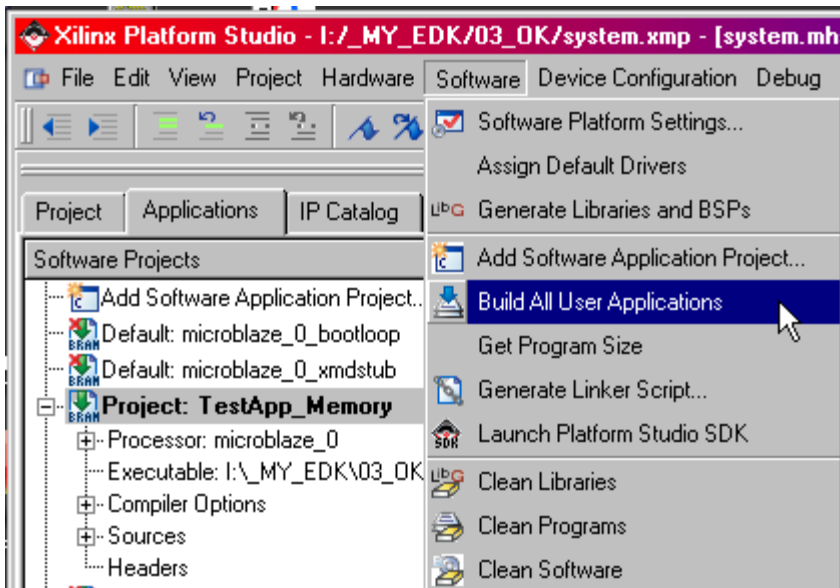 Xilinx Platform Studio - I:/_MY_EDK/03_OK/system.xmp - [system.mh
File Edit View Project Hardware Software Device Configuration Debug
Software Platform Settings...
Assign Default Drivers
Generate Libraries and BSPs
Add Software Application Project...
Build All User Applications
Get Program Size
Generate Linker Script...
Launch Platform Studio SDK
Clean Libraries
Clean Programs
Clean Software
Project Applications IP Catalog
Software Projects
Add Software Application Project..
Default: microblaze_0_bootloop
Default: microblaze_0_xmdstub
Project: TestApp_Memory
Processor: microblaze_0
Executable: I:\_MY_EDK\03_OK
Compiler Options
Sources
Headers